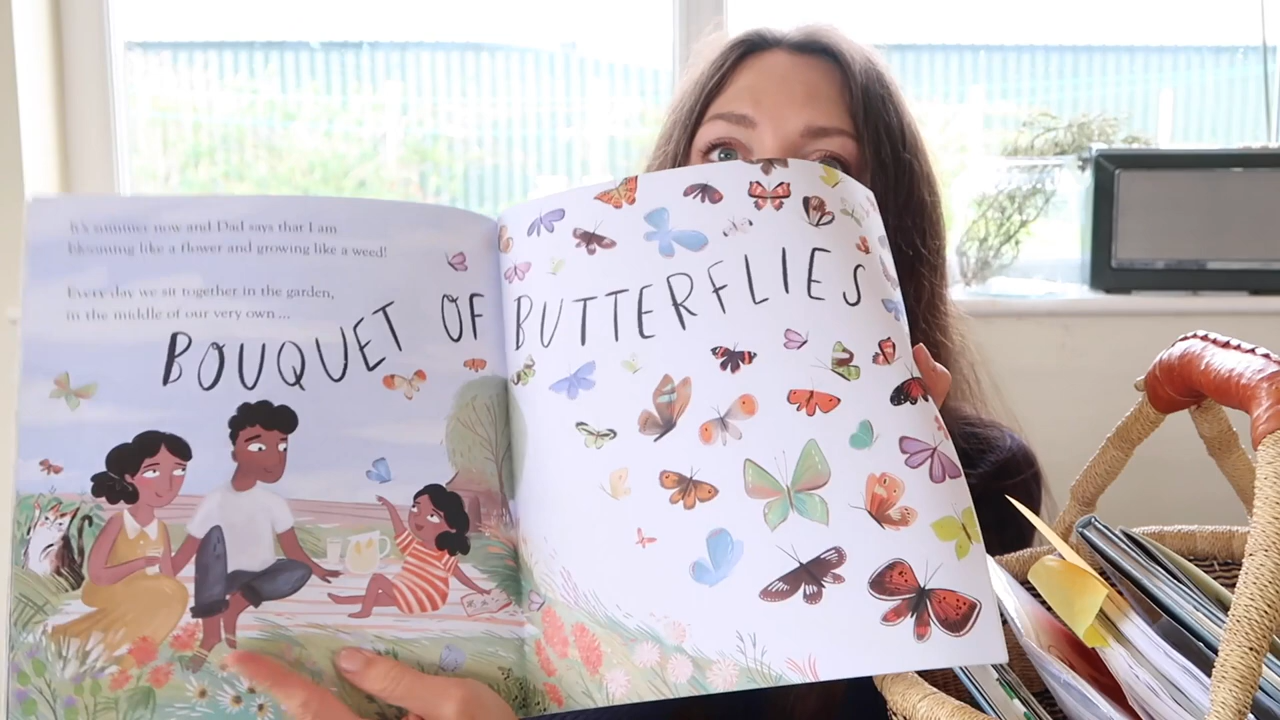 It's summer now and Dad says that I am
blooming like a flower and growing like a weed!
Every day we sit together in the garden,
in the middle of our very own ...
BOUQUET OF BUTTERFLIES